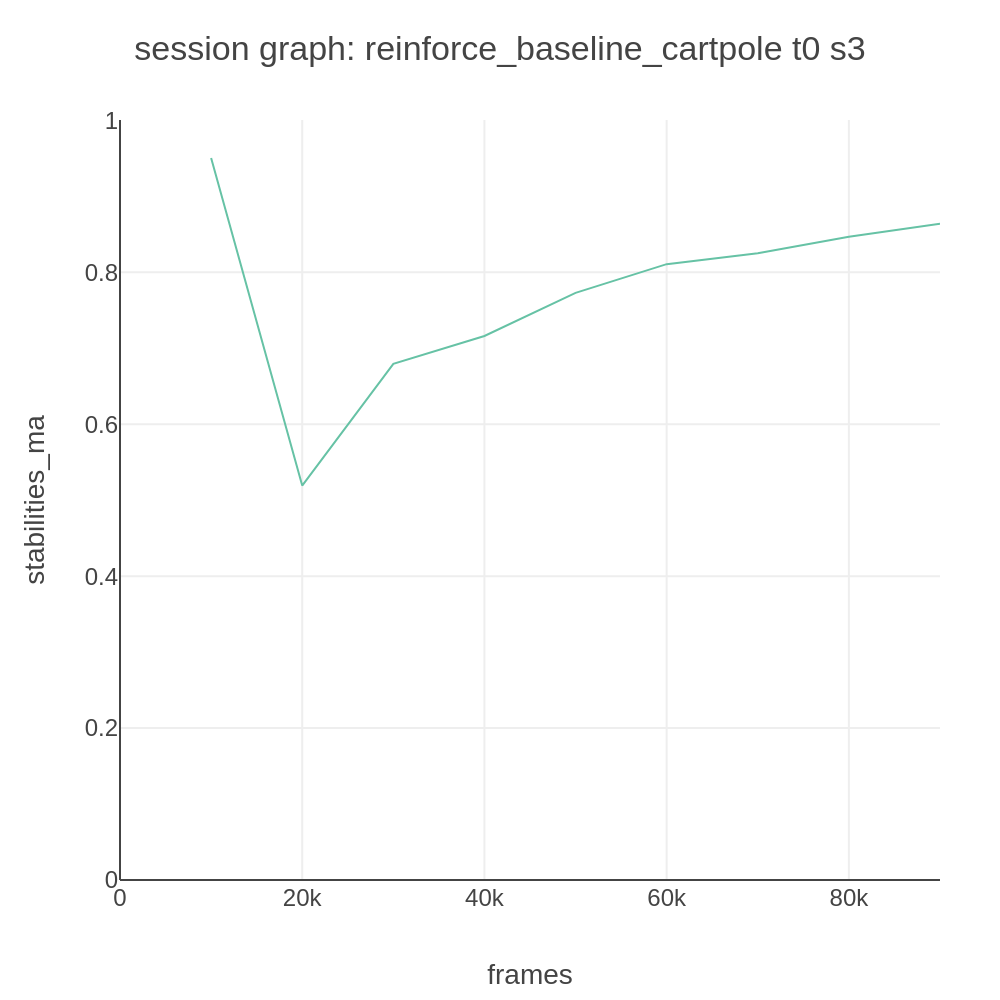 session graph: reinforce_baseline_cartpole t0 s3
stabilities_ma
1
0.8
0.6
0.4
0.2
0
0 20k 40k 60k 80k
frames